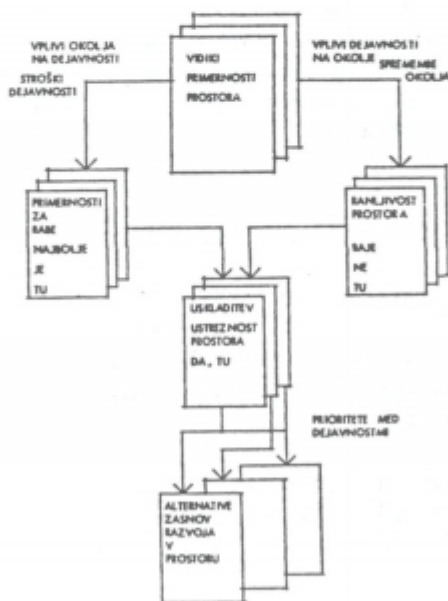 VPLIVI OKOLJA
NA DEJAVNOSTI
STROŠKI
DEJAVNOSTI
VIDIKI
PRIMERNOSTI
PROSTORA
VPLIVI DEJAVNOSTI
NA OKOLJE
SPREMEMBE
OKOLJA
PRIMERNOSTI
ZA
RABE
NAJBOLJE
JE
TU
RANLJIVOST
PROSTORA
RAJE
NE
TU
USKLADITEV
USTREZNOST
PROSTORA
DA, TU
PRIORITETE MED
DEJAVNOSTMI
ALTERNATIVE
ZASNOV
RAZVOJA
V
PROSTORU